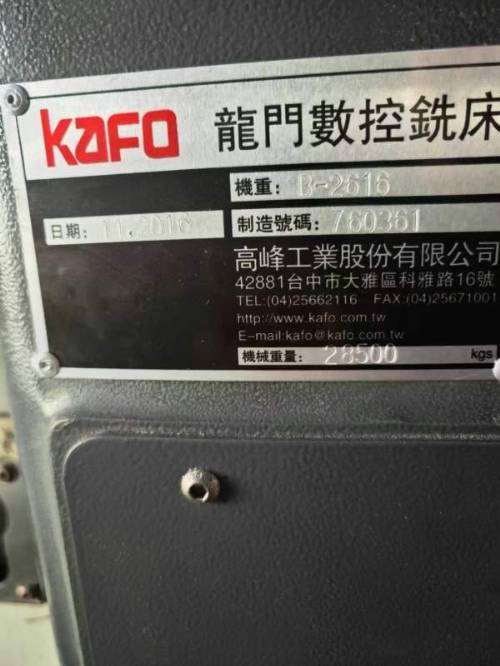 KAFO 龍門數控銑床
機重: B-2616
日期: 11.2016 制造號碼: 760361
高峰工業股份有限公司
42881台中市大雅區科雅路16號
TEL:(04)25662116 FAX:(04)25671001
http://www.kafo.com.tw
E-mail:kafo@kafo.com.tw
機械重量: 28500 kgs